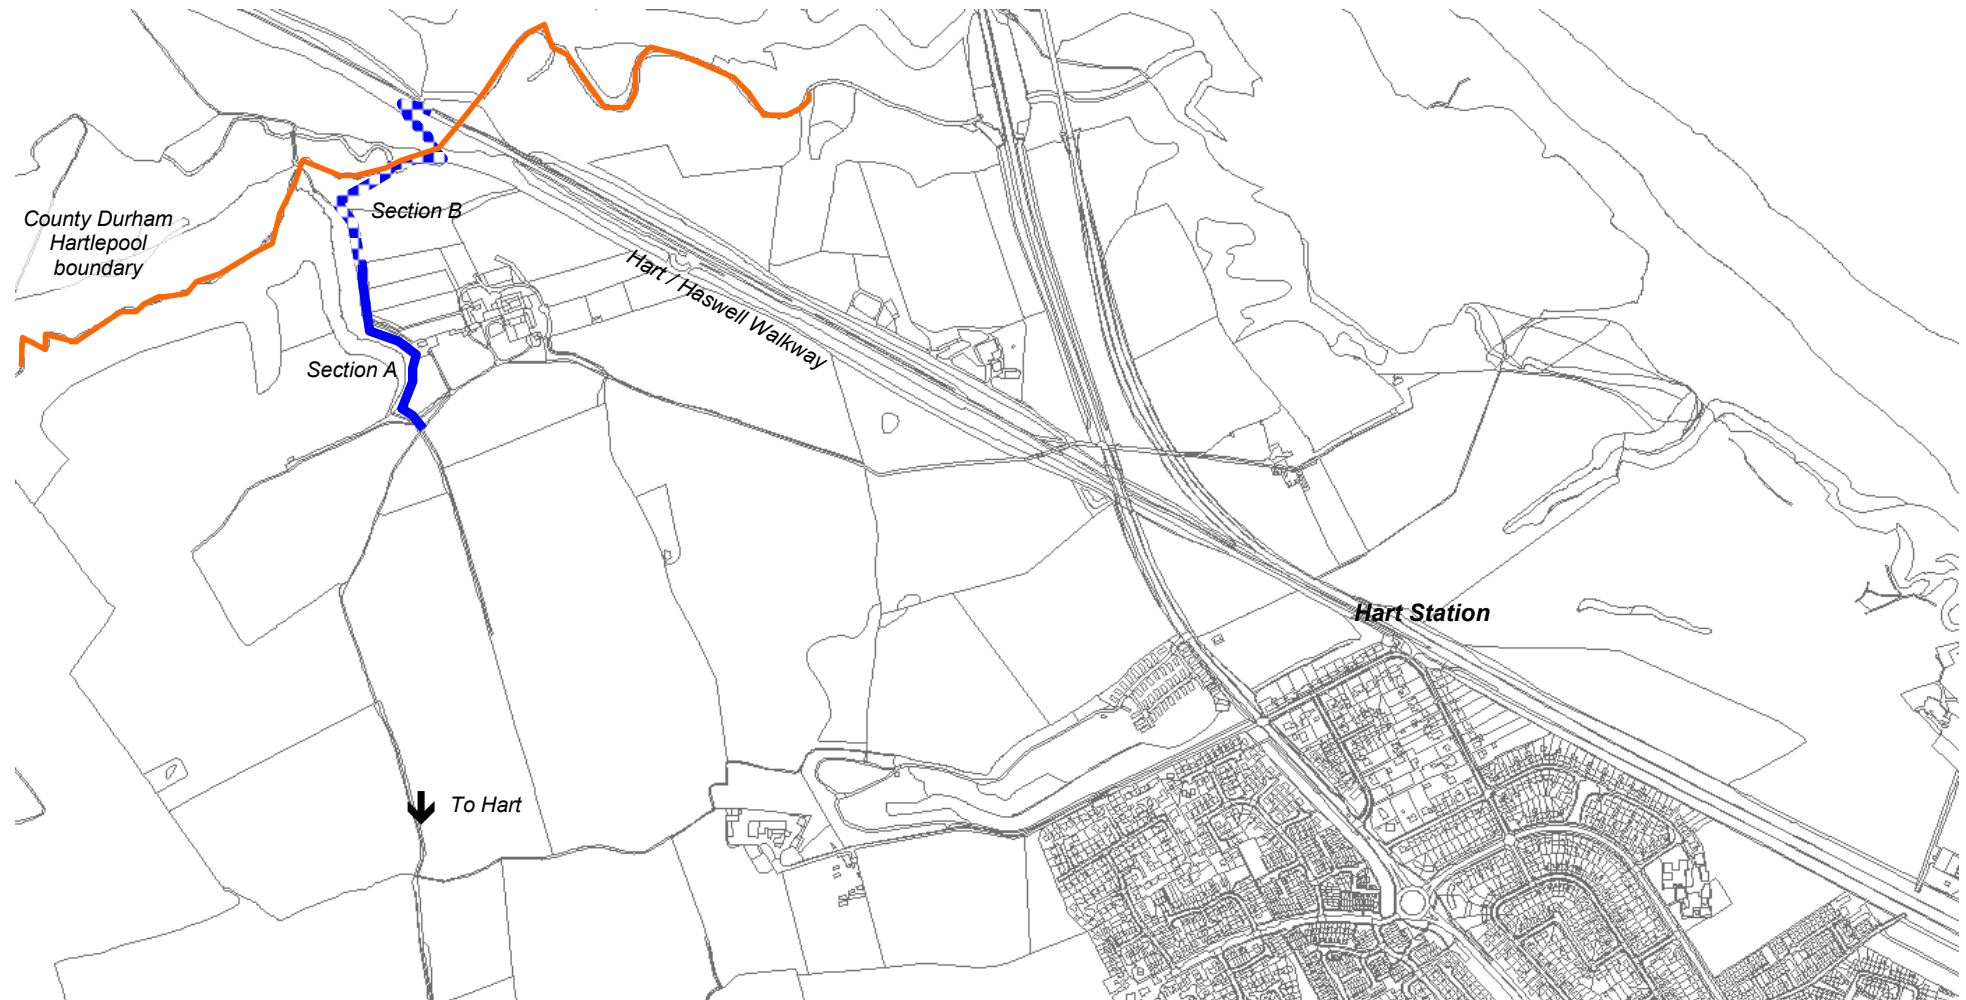 County Durham
Hartlepool
boundary
Section B
Hart / Haswell Walkway
Section A
Hart Station
To Hart